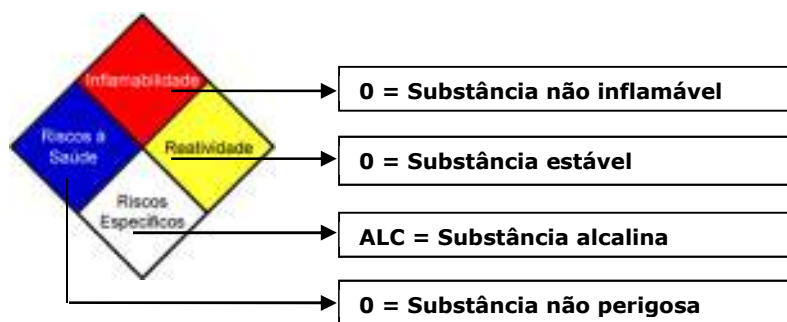 Inflamabilidade
0 = Substância não inflamável
Riscos à
Saúde
Reatividade
0 = Substância estável
Riscos
Específicos
ALC = Substância alcalina
0 = Substância não perigosa